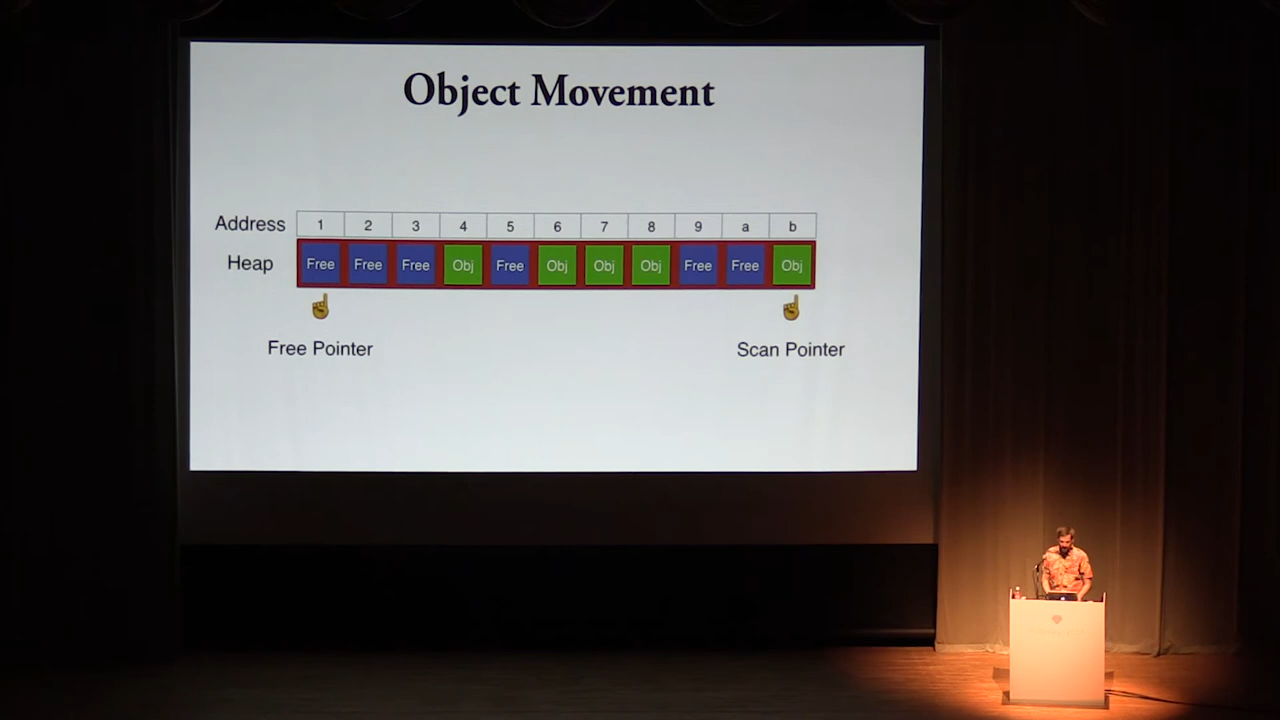 Object Movement
Address 1 2 3 4 5 6 7 8 9 a b
Heap Free Free Free Obj Free Obj Obj Obj Free Free Obj
Free Pointer
Scan Pointer